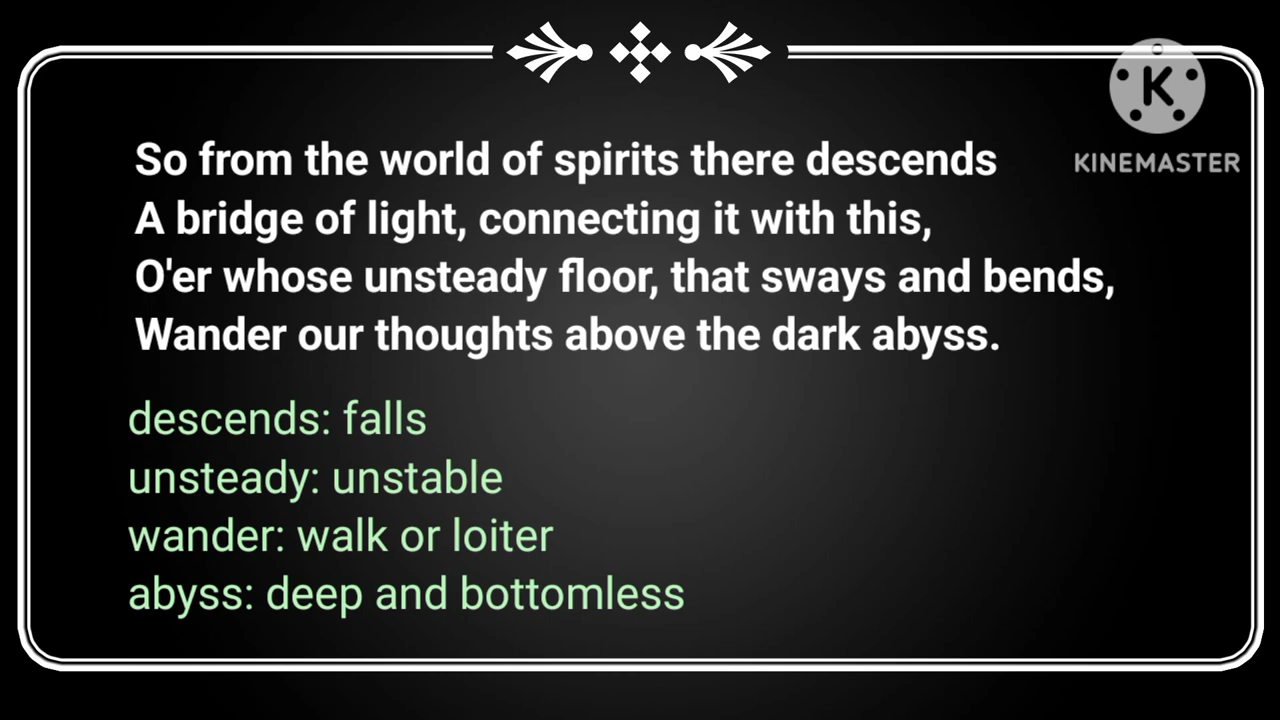 So from the world of spirits there descends
A bridge of light, connecting it with this,
O'er whose unsteady floor, that sways and bends,
Wander our thoughts above the dark abyss.
descends: falls
unsteady: unstable
wander: walk or loiter
abyss: deep and bottomless
K
KINEMASTER